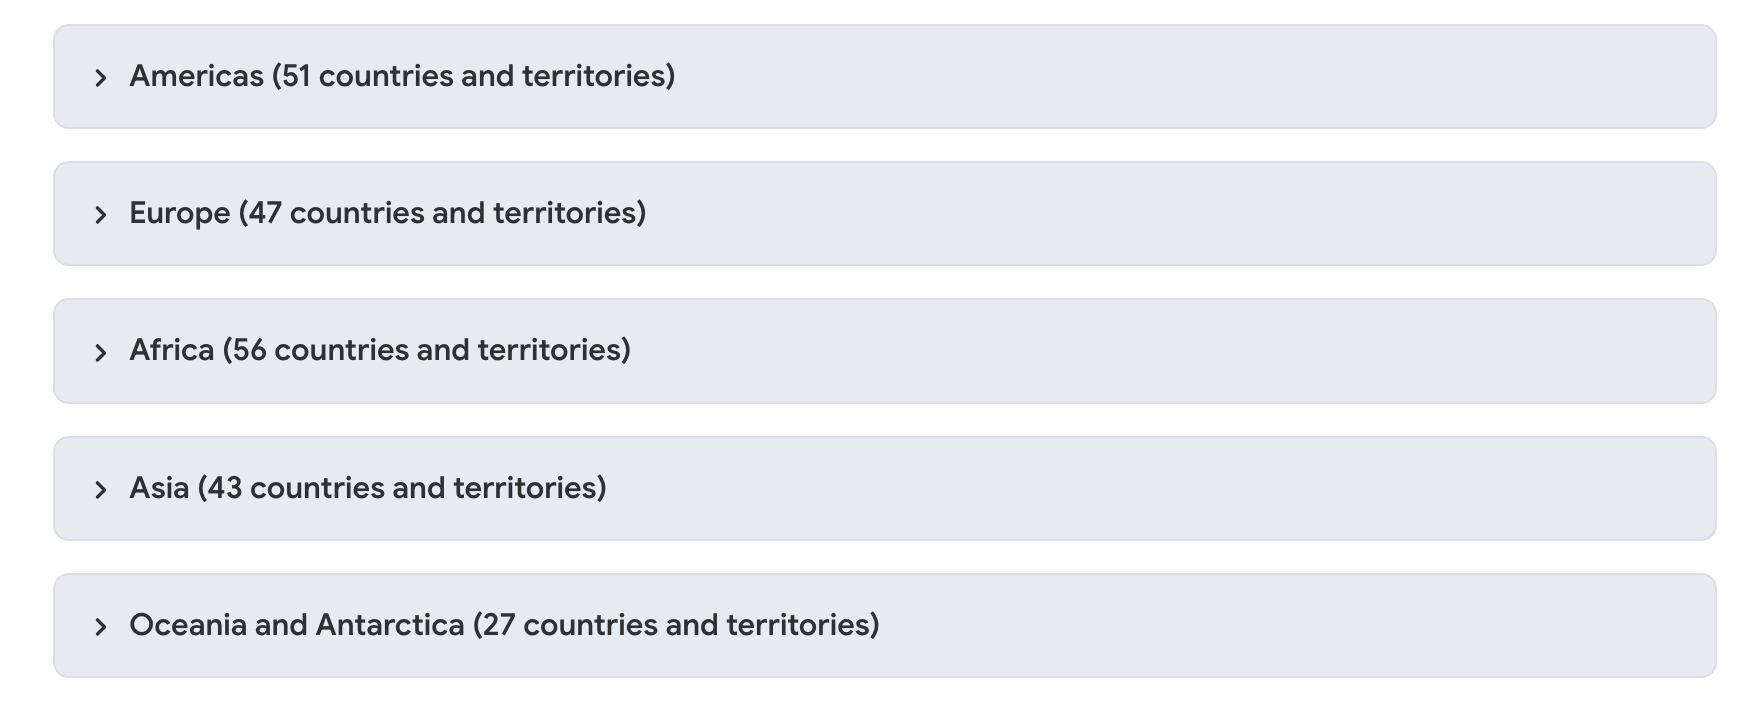 Americas (51 countries and territories)
Europe (47 countries and territories)
Africa (56 countries and territories)
Asia (43 countries and territories)
Oceania and Antarctica (27 countries and territories)